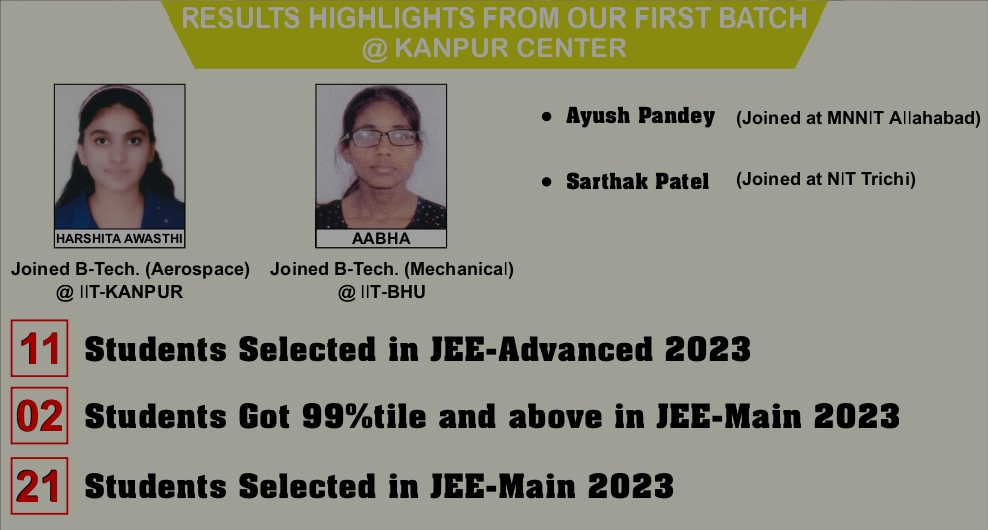 RESULTS HIGHLIGHTS FROM OUR FIRST BATCH
@ KANPUR CENTER
HARSHITA AWASTHI
Joined B-Tech. (Aerospace)
@ IIT-KANPUR
AABHA
Joined B-Tech. (Mechanical)
@ IIT-BHU
• Ayush Pandey (Joined at MNNIT Allahabad)
• Sarthak Patel (Joined at NIT Trichi)
11 Students Selected in JEE-Advanced 2023
02 Students Got 99%tile and above in JEE-Main 2023
21 Students Selected in JEE-Main 2023